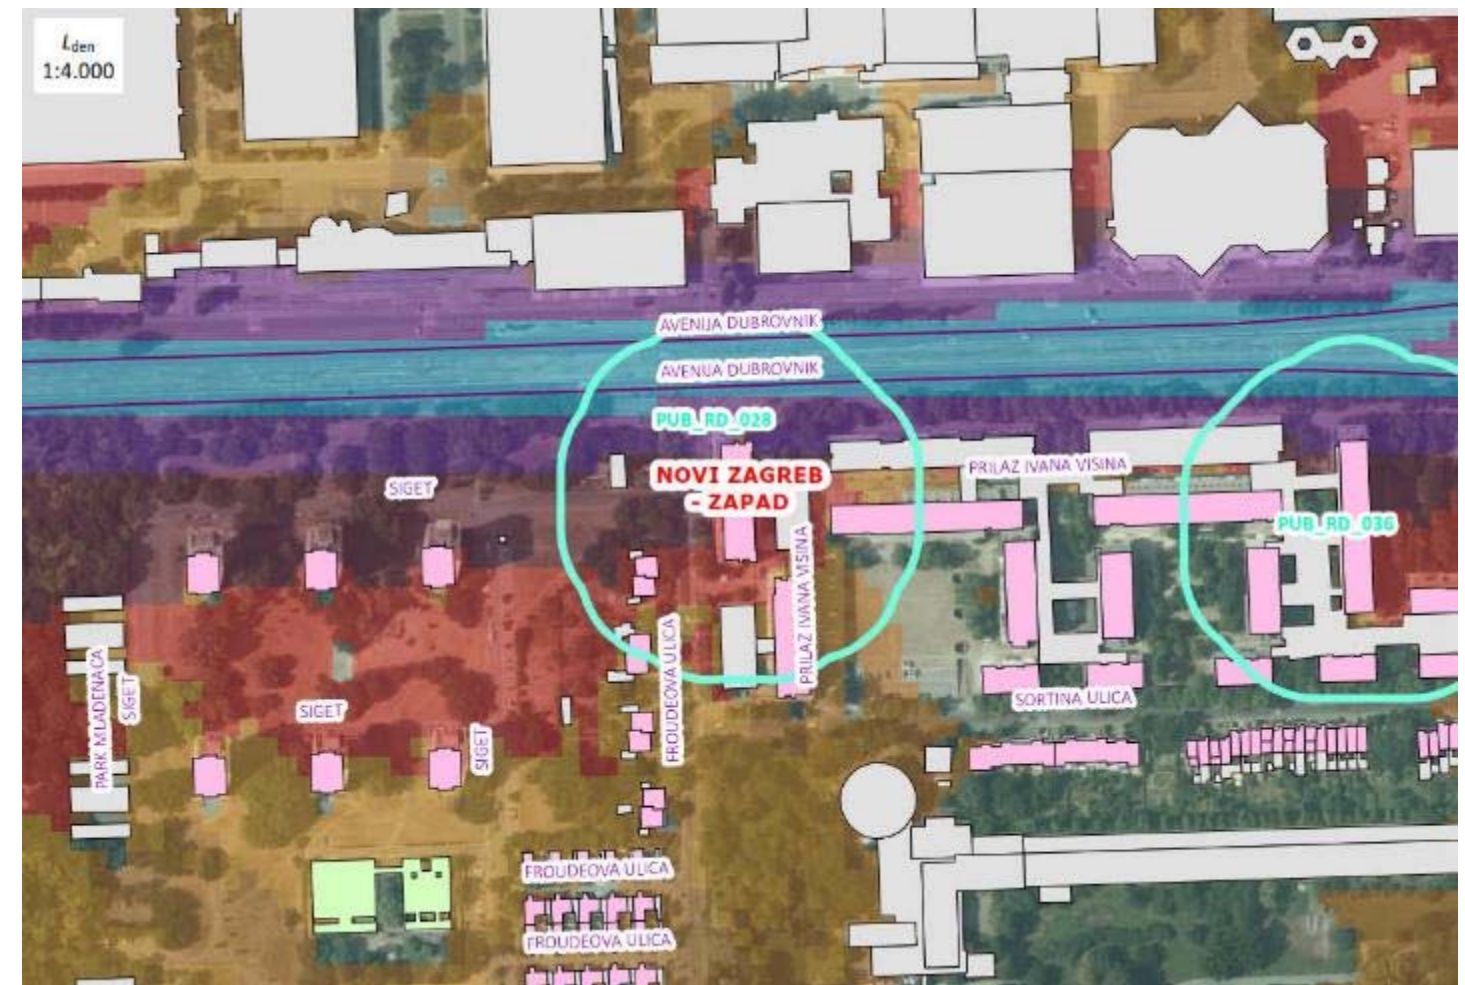 Lden
1:4.000
AVENIJA DUBROVNIK
AVENIJA DUBROVNIK
PUB_RD_028
NOVI ZAGREB
- ZAPAD
PRILAZ IVANA VISINA
SIGET
PUB_RD_036
PRILAZ IVANA VISINA
FROUDEOVA ULICA
PARK MLAĐENACA
SIGET
SIGET
SIGET
SORTINA ULICA
FROUDEOVA ULICA
FROUDEOVA ULICA